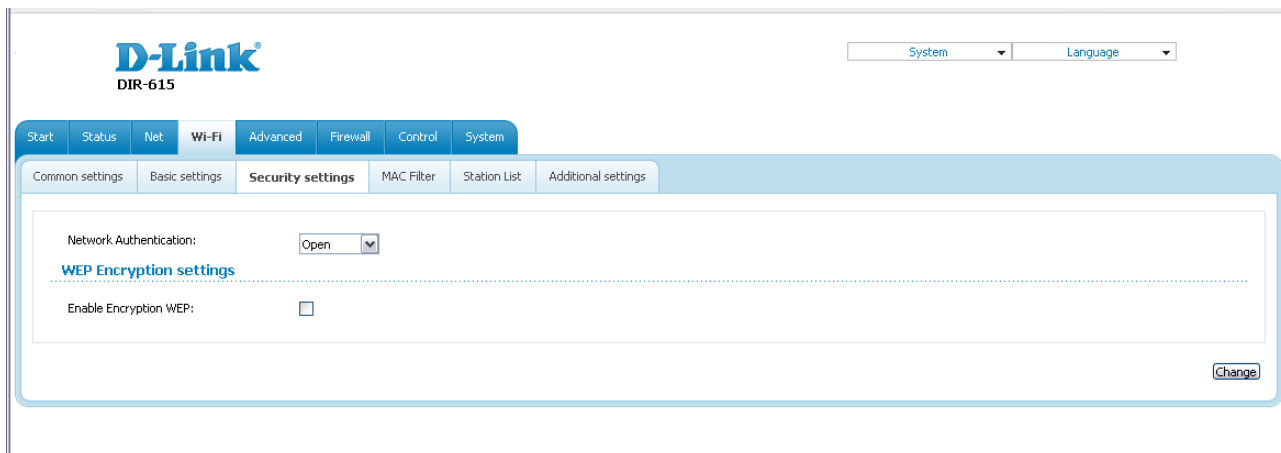 D-Link
DIR-615
System Language
Start Status Net Wi-Fi Advanced Firewall Control System
Common settings Basic settings Security settings MAC Filter Station List Additional settings
Network Authentication: Open
WEP Encryption settings
Enable Encryption WEP:
Change